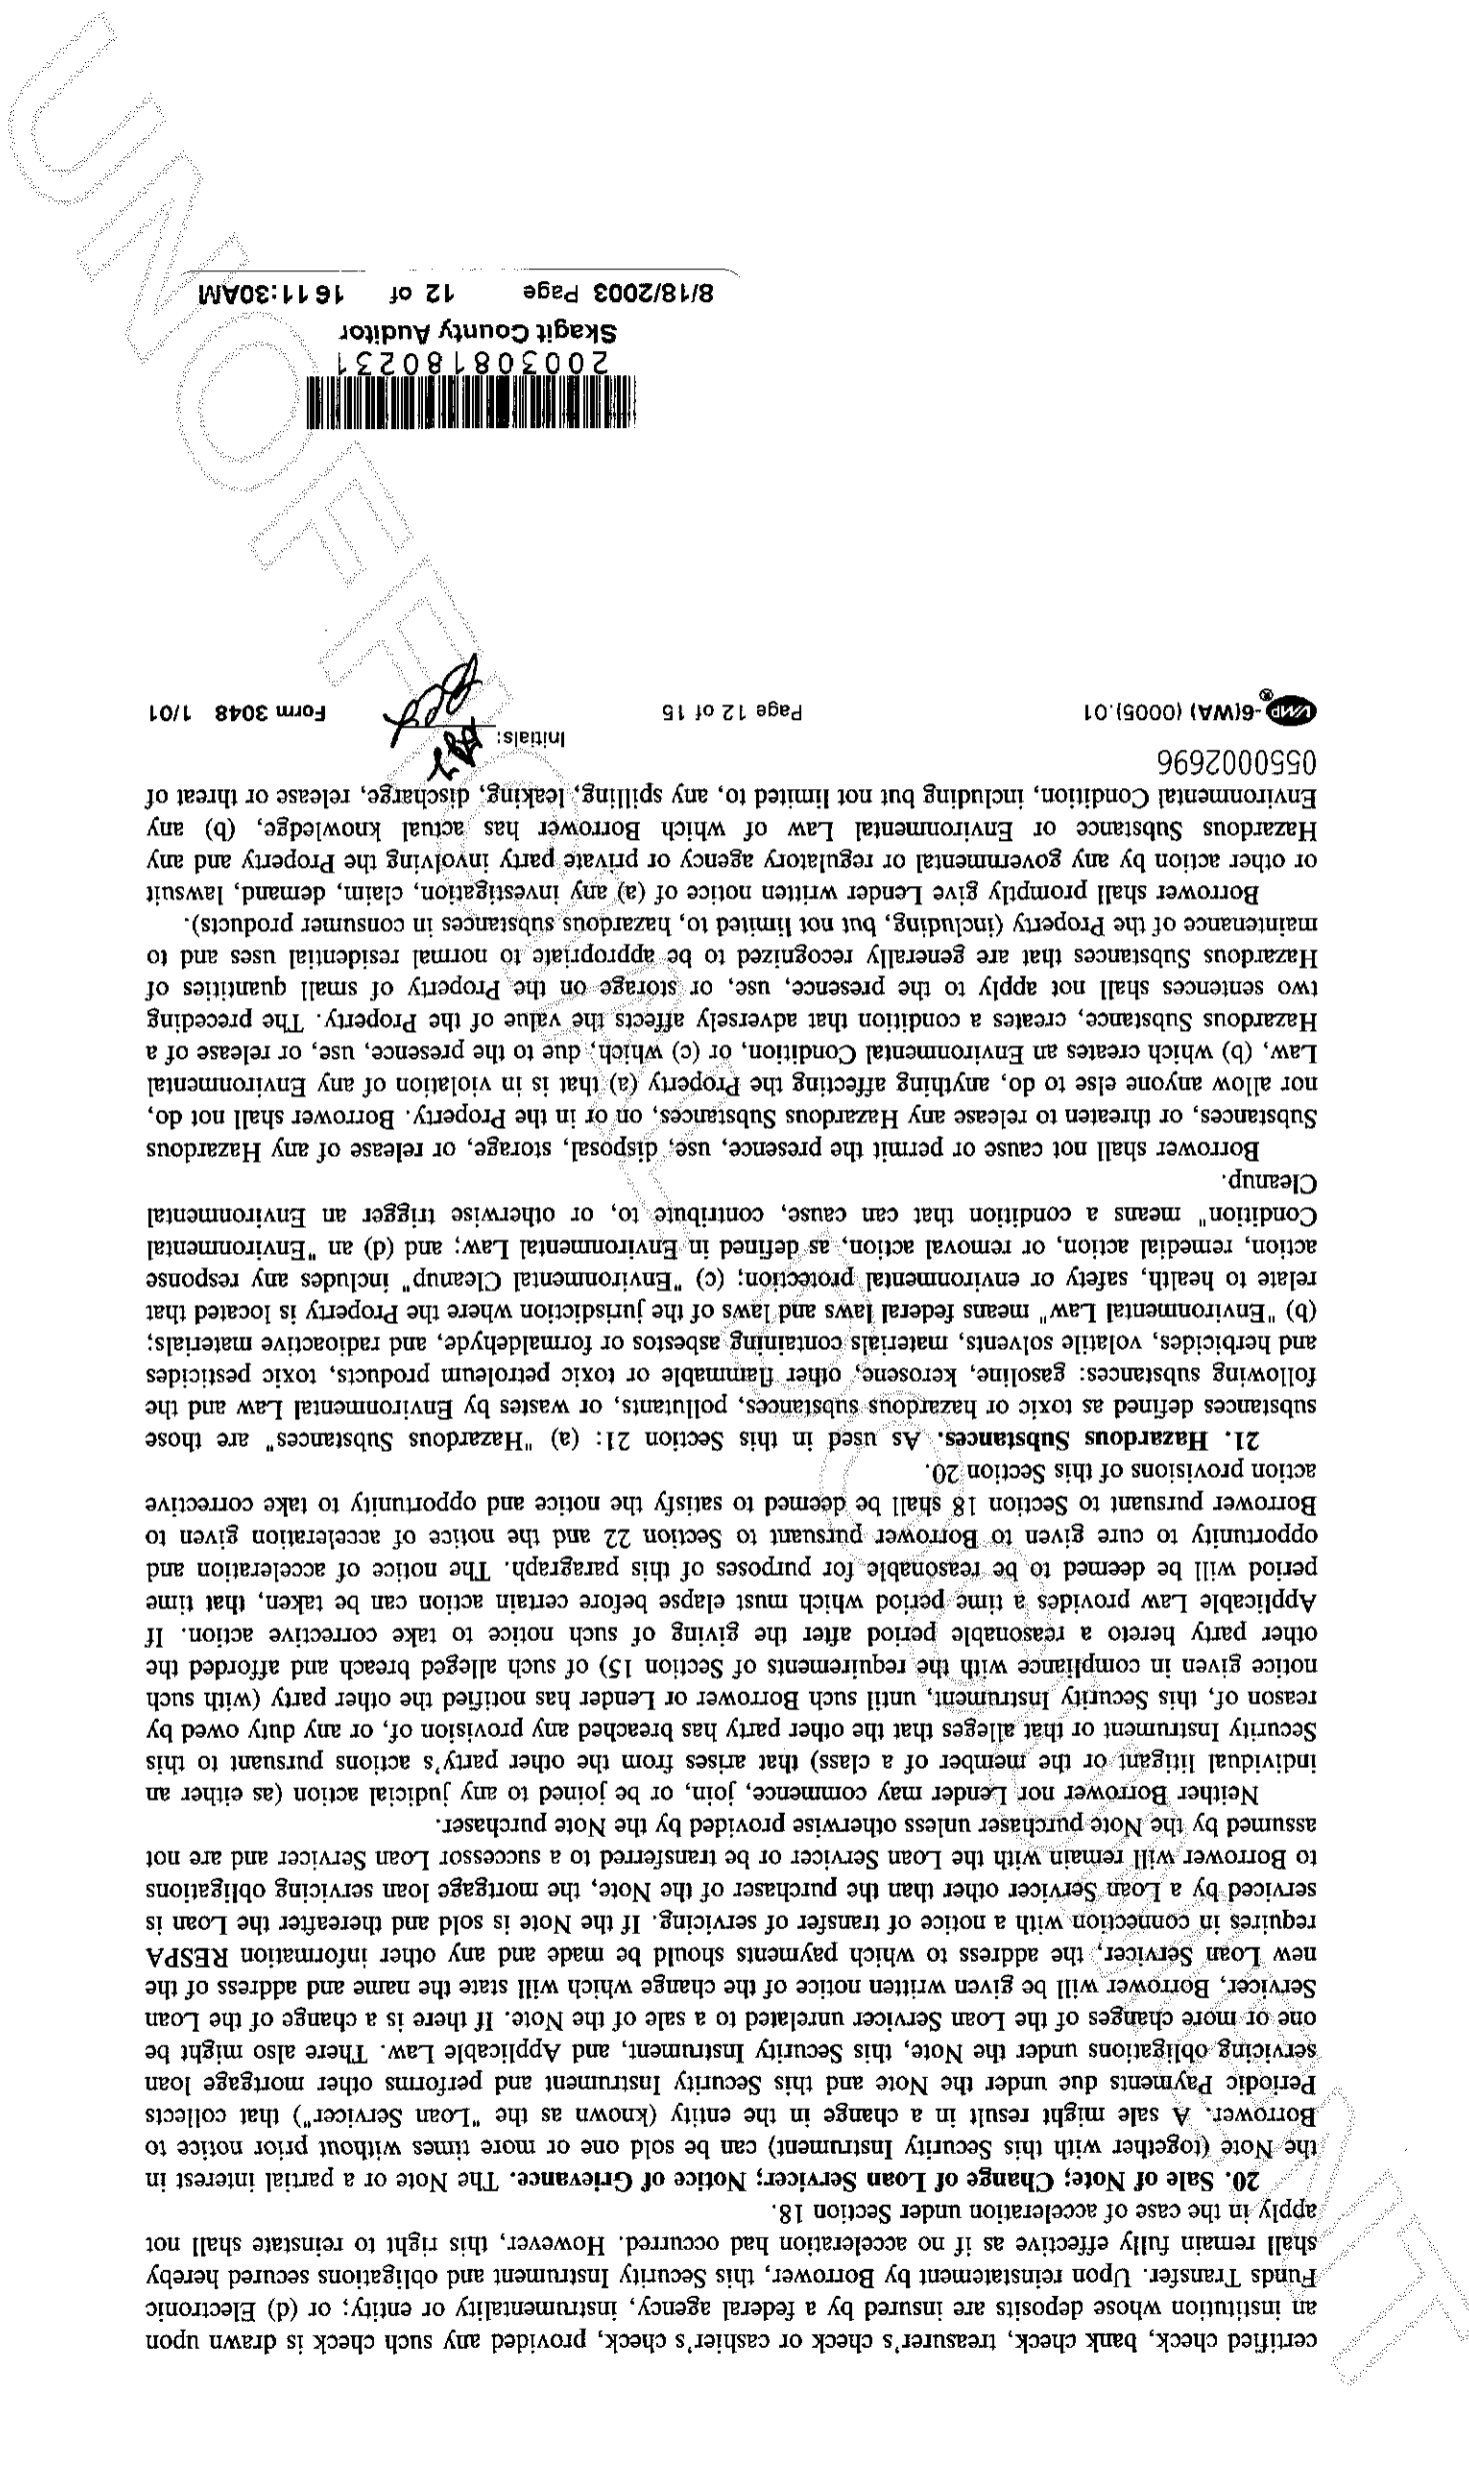 certified check, bank check, treasurer's check or cashier's check, provided any such check is drawn upon
an institution whose deposits are insured by a federal agency, instrumentality or entity; or (d) Electronic
Funds Transfer. Upon reinstatement by Borrower, this Security Instrument and obligations secured hereby
shall remain fully effective as if no acceleration had occurred. However, this right to reinstate shall not
apply in the case of acceleration under Section 18.
20. Sale of Note; Change of Loan Servicer; Notice of Grievance. The Note or a partial interest in
the Note (together with this Security Instrument) can be sold one or more times without prior notice to
Borrower. A sale might result in a change in the entity (known as the "Loan Servicer") that collects
Periodic Payments due under the Note and this Security Instrument and performs other mortgage loan
servicing obligations under the Note, this Security Instrument, and Applicable Law. There also might be
one or more changes of the Loan Servicer unrelated to a sale of the Note. If there is a change of the Loan
Servicer, Borrower will be given written notice of the change which will state the name and address of the
new Loan Servicer, the address to which payments should be made and any other information RESPA
requires in connection with a notice of transfer of servicing. If the Note is sold and thereafter the Loan is
serviced by a Loan Servicer other than the purchaser of the Note, the mortgage loan servicing obligations
to Borrower will remain with the Loan Servicer or be transferred to a successor Loan Servicer and are not
assumed by the Note purchaser unless otherwise provided by the Note purchaser.
Neither Borrower nor Lender may commence, join, or be joined to any judicial action (as either an
individual litigant or the member of a class) that arises from the other party's actions pursuant to this
Security Instrument or that alleges that the other party has breached any provision of, or any duty owed by
reason of, this Security Instrument, until such Borrower or Lender has notified the other party (with such
notice given in compliance with the requirements of Section 15) of such alleged breach and afforded the
other party hereto a reasonable period after the giving of such notice to take corrective action. If
Applicable Law provides a time period which must elapse before certain action can be taken, that time
period will be deemed to be reasonable for purposes of this paragraph. The notice of acceleration and
opportunity to cure given to Borrower pursuant to Section 22 and the notice of acceleration given to
Borrower pursuant to Section 18 shall be deemed to satisfy the notice and opportunity to take corrective
action provisions of this Section 20.
21. Hazardous Substances. As used in this Section 21: (a) "Hazardous Substances" are those
substances defined as toxic or hazardous substances, pollutants, or wastes by Environmental Law and the
following substances: gasoline, kerosene, other flammable or toxic petroleum products, toxic pesticides
and herbicides, volatile solvents, materials containing asbestos or formaldehyde, and radioactive materials;
(b) "Environmental Law" means federal laws and laws of the jurisdiction where the Property is located that
relate to health, safety or environmental protection; (c) "Environmental Cleanup" includes any response
action, remedial action, or removal action, as defined in Environmental Law; and (d) an "Environmental
Condition" means a condition that can cause, contribute to, or otherwise trigger an Environmental
Cleanup.
Borrower shall not cause or permit the presence, use, disposal, storage, or release of any Hazardous
Substances, or threaten to release any Hazardous Substances, on or in the Property. Borrower shall not do,
nor allow anyone else to do, anything affecting the Property (a) that is in violation of any Environmental
Law, (b) which creates an Environmental Condition, or (c) which, due to the presence, use, or release of a
Hazardous Substance, creates a condition that adversely affects the value of the Property. The preceding
two sentences shall not apply to the presence, use, or storage on the Property of small quantities of
Hazardous Substances that are generally recognized to be appropriate to normal residential uses and to
maintenance of the Property (including, but not limited to, hazardous substances in consumer products).
Borrower shall promptly give Lender written notice of (a) any investigation, claim, demand, lawsuit
or other action by any governmental or regulatory agency or private party involving the Property and any
Hazardous Substance or Environmental Law of which Borrower has actual knowledge, (b) any
Environmental Condition, including but not limited to, any spilling, leaking, discharge, release or threat of
0550002696
Initials:
VMP®-6(WA) (0005).01 Page 12 of 15 Form 3048 1/01
200308180231
Skagit County Auditor
8/18/2003 Page 12 of 16 11:30AM
UNOFFICIAL DOCUMENT